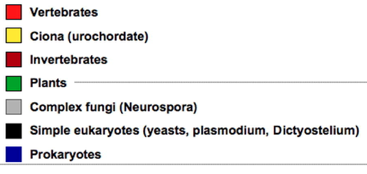 Vertebrates
Ciona (urochordate)
Invertebrates
Plants
Complex fungi (Neurospora)
Simple eukaryotes (yeasts, plasmodium, Dictyostelium)
Prokaryotes